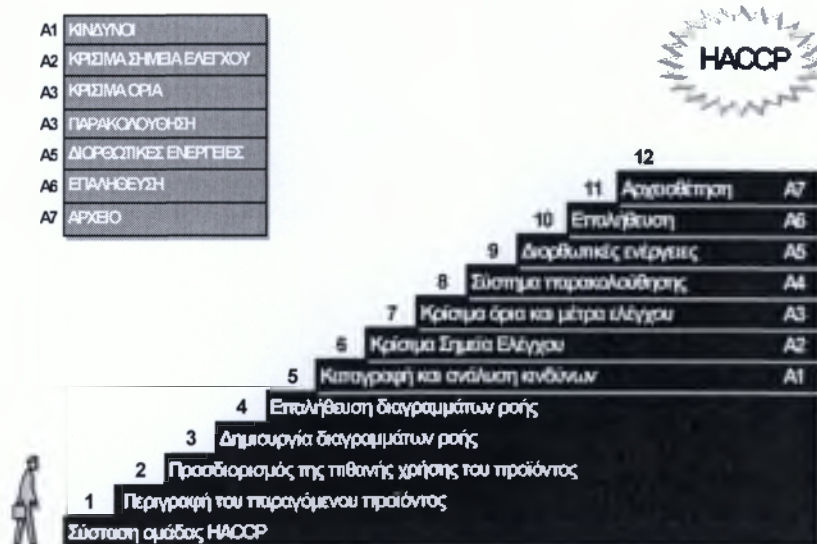 A1 ΚΙΝΔΥΝΟΙ
A2 ΚΡΙΣΙΜΑ ΣΗΜΕΙΑ ΕΛΕΓΧΟΥ
A3 ΚΡΙΣΙΜΑ ΟΡΙΑ
A3 ΠΑΡΑΚΟΛΟΥΘΗΣΗ
A5 ΔΙΟΡΘΩΤΙΚΕΣ ΕΝΕΡΓΕΙΕΣ
A6 ΕΠΑΛΗΘΕΥΣΗ
A7 ΑΡΧΕΙΟ
HACCP
12
11 Αρχειοθέτηση A7
10 Επαλήθευση A6
9 Διορθωτικές ενέργειες A5
8 Σύστημα παρακολούθησης A4
7 Κρίσιμα όρια και μέτρα ελέγχου A3
6 Κρίσιμα Σημεία Ελέγχου A2
5 Καταγραφή και ανάλυση κινδύνων A1
4 Επαλήθευση διαγραμμάτων ροής
3 Δημιουργία διαγραμμάτων ροής
2 Προσδιορισμός της πιθανής χρήσης του προϊόντος
1 Περιγραφή του παραγόμενου προϊόντος
Σύσταση ομάδας HACCP